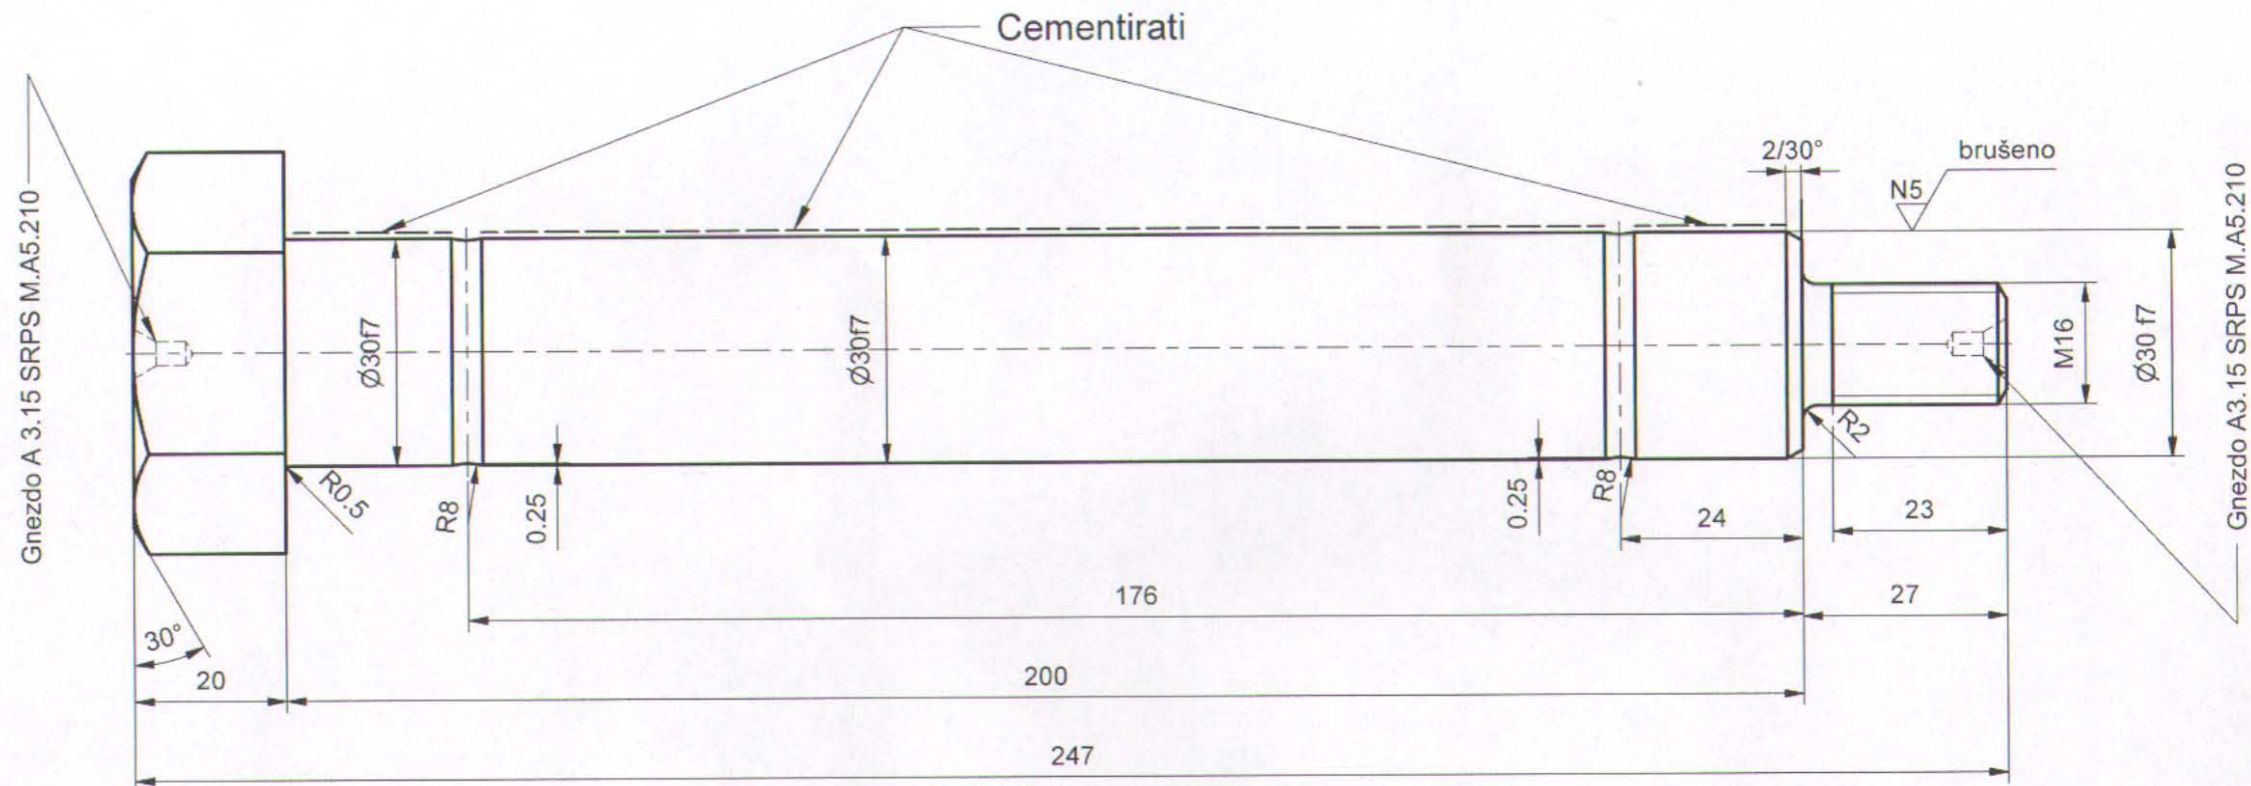 Cementirati
Gnezdo A 3.15 SRPS M.A5.210
2/30°
brušeno
N5
Ø30f7
Ø30f7
M16
Ø30 f7
Gnezdo A3.15 SRPS M.A5.210
R0.5
R8
0.25
0.25
R8
R2
24
23
176
27
30°
20
200
247